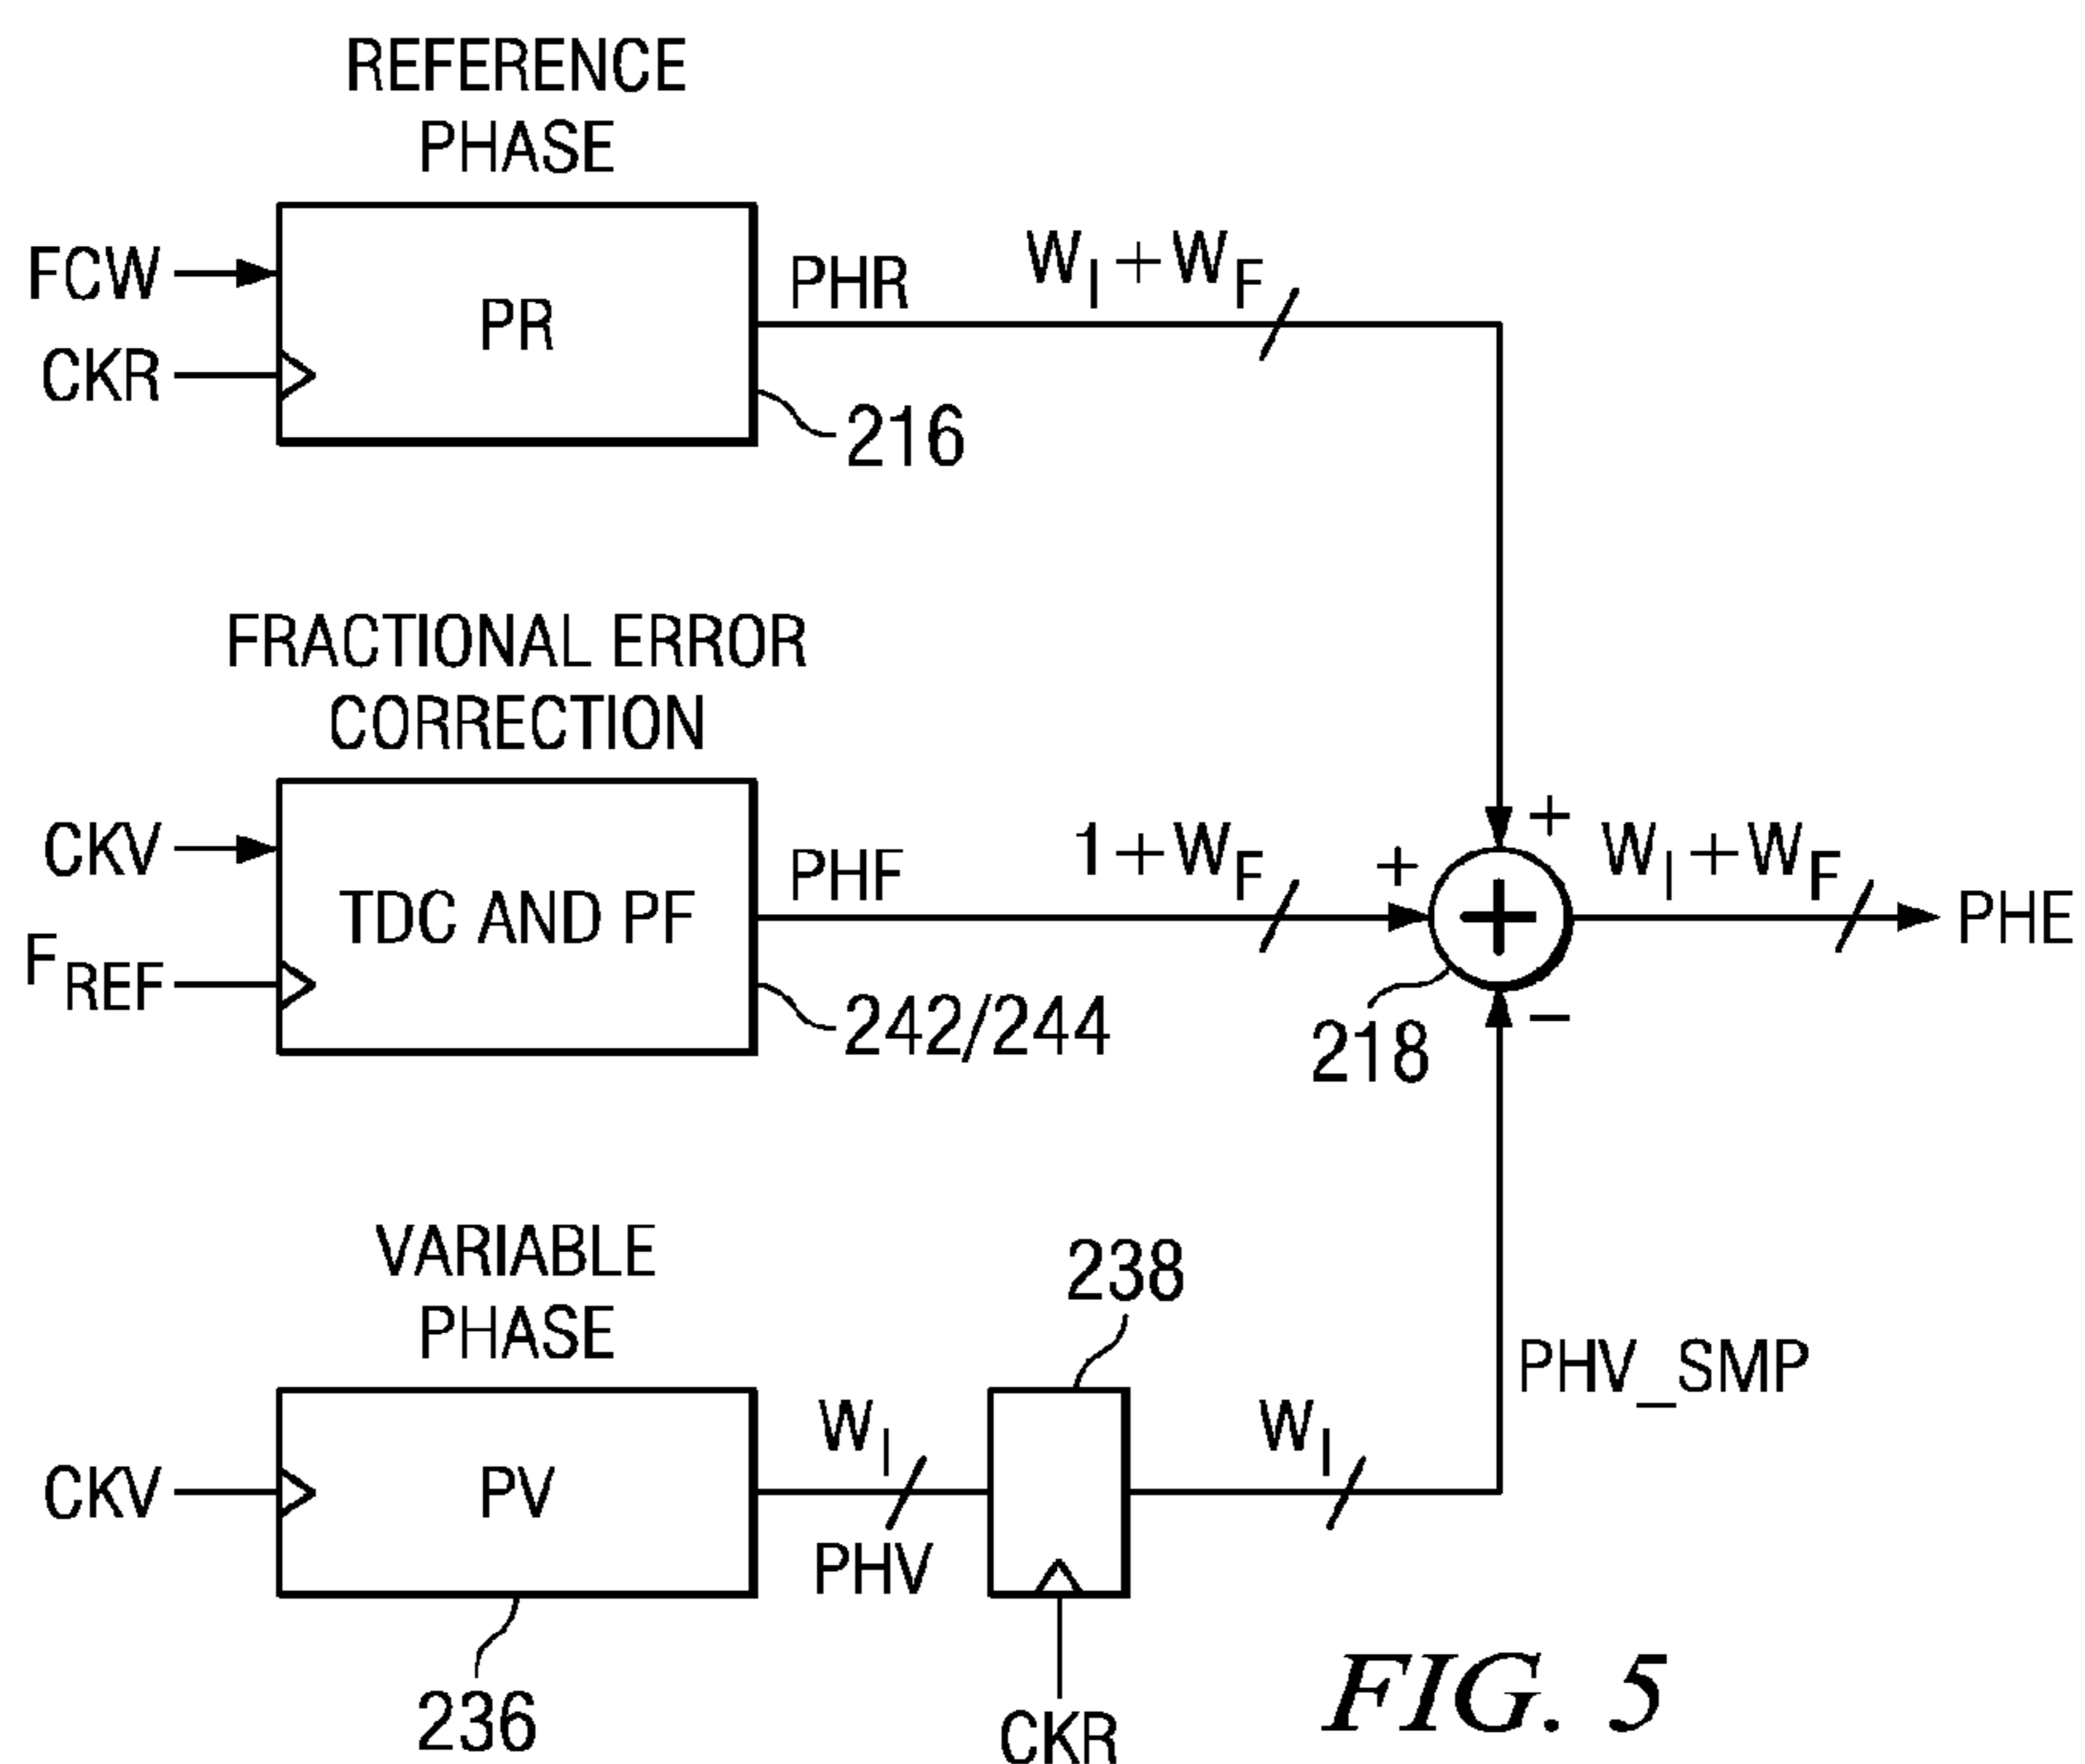 REFERENCE
PHASE
FCW
CKR
PR
PHR
W_I+W_F
216
FRACTIONAL ERROR
CORRECTION
CKV
F_REF
TDC AND PF
PHF
1+W_F
242/244
+
+
+
−
218
W_I+W_F
PHE
VARIABLE
PHASE
CKV
PV
236
W_I
PHV
238
CKR
W_I
PHV_SMP
FIG. 5